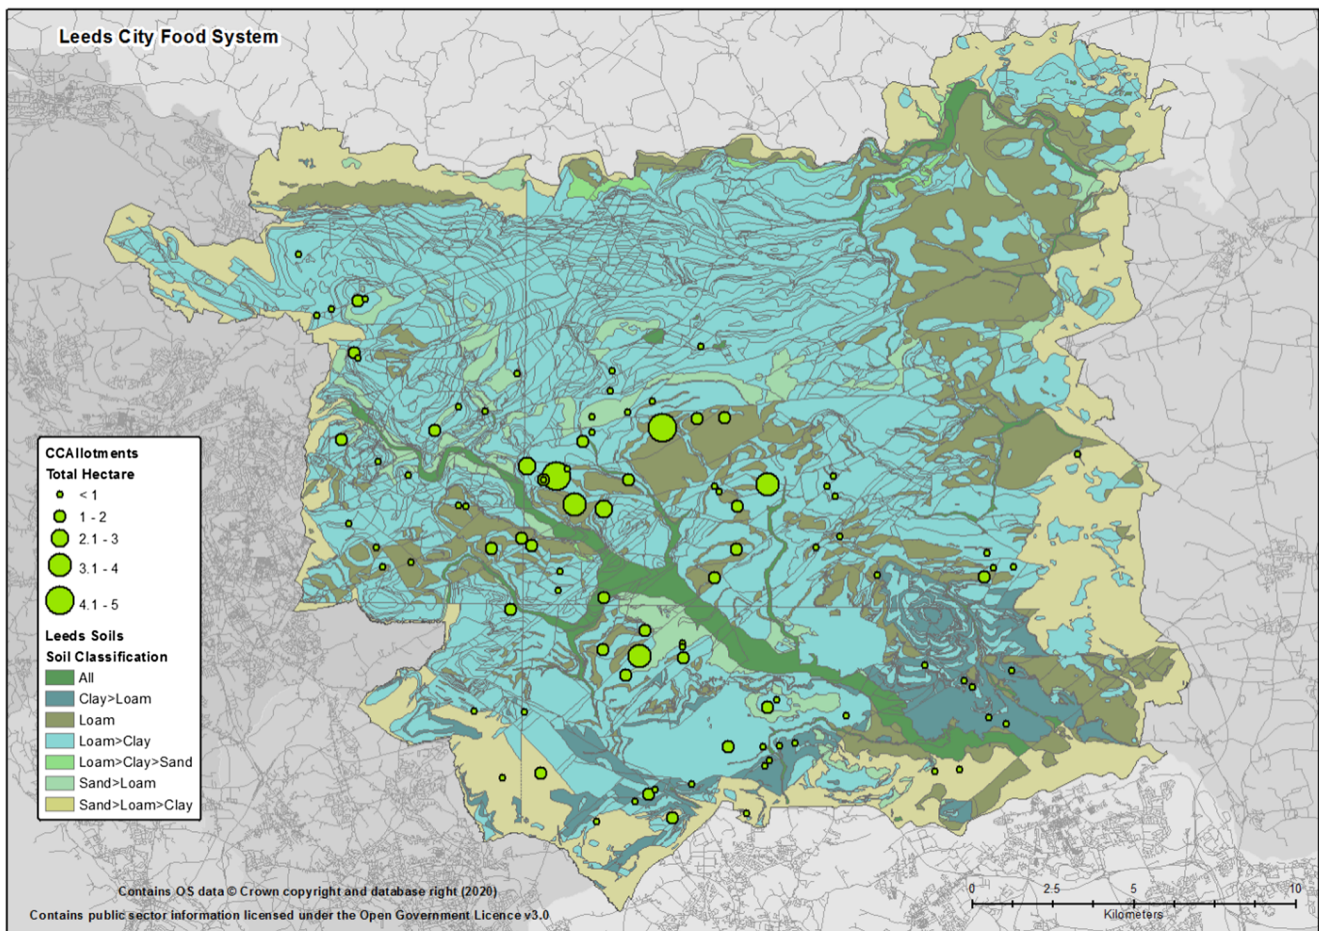 Leeds City Food System
CCAllotments
Total Hectare
< 1
1 - 2
2.1 - 3
3.1 - 4
4.1 - 5
Leeds Soils
Soil Classification
All
Clay>Loam
Loam
Loam>Clay
Loam>Clay>Sand
Sand>Loam
Sand>Loam>Clay
Contains OS data © Crown copyright and database right (2020)
Contains public sector information licensed under the Open Government Licence v3.0
0 2.5 5 10
Kilometers